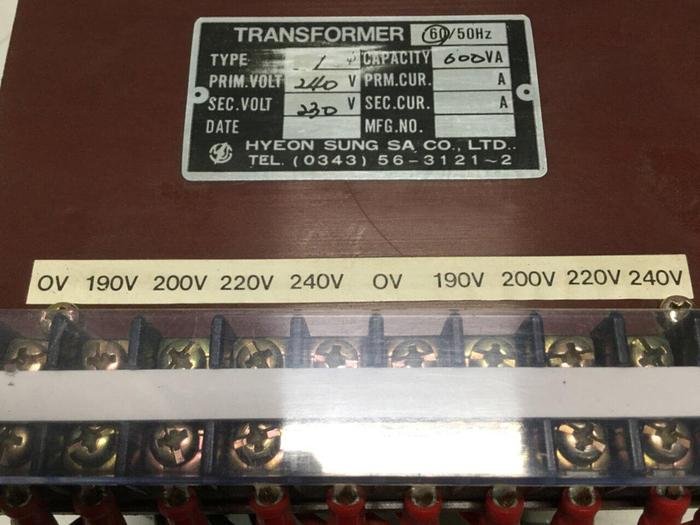 TRANSFORMER 60/50Hz
TYPE 1 φ CAPACITY 600VA
PRIM.VOLT 240 V PRM.CUR. A
SEC.VOLT 230 V SEC.CUR. A
DATE MFG.NO.
HYEON SUNG SA CO., LTD..
TEL. (0343) 56-3121~2
0V 190V 200V 220V 240V 0V 190V 200V 220V 240V